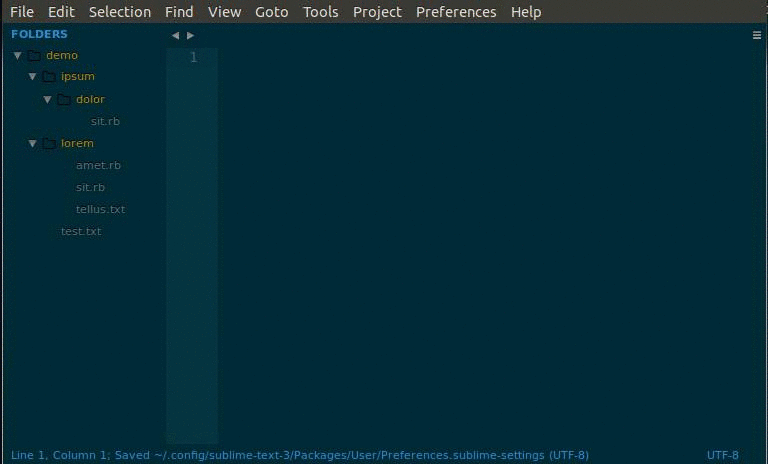 File Edit Selection Find View Goto Tools Project Preferences Help
FOLDERS
demo
ipsum
dolor
sit.rb
lorem
amet.rb
sit.rb
tellus.txt
test.txt
1
Line 1, Column 1; Saved ~/.config/sublime-text-3/Packages/User/Preferences.sublime-settings (UTF-8) UTF-8